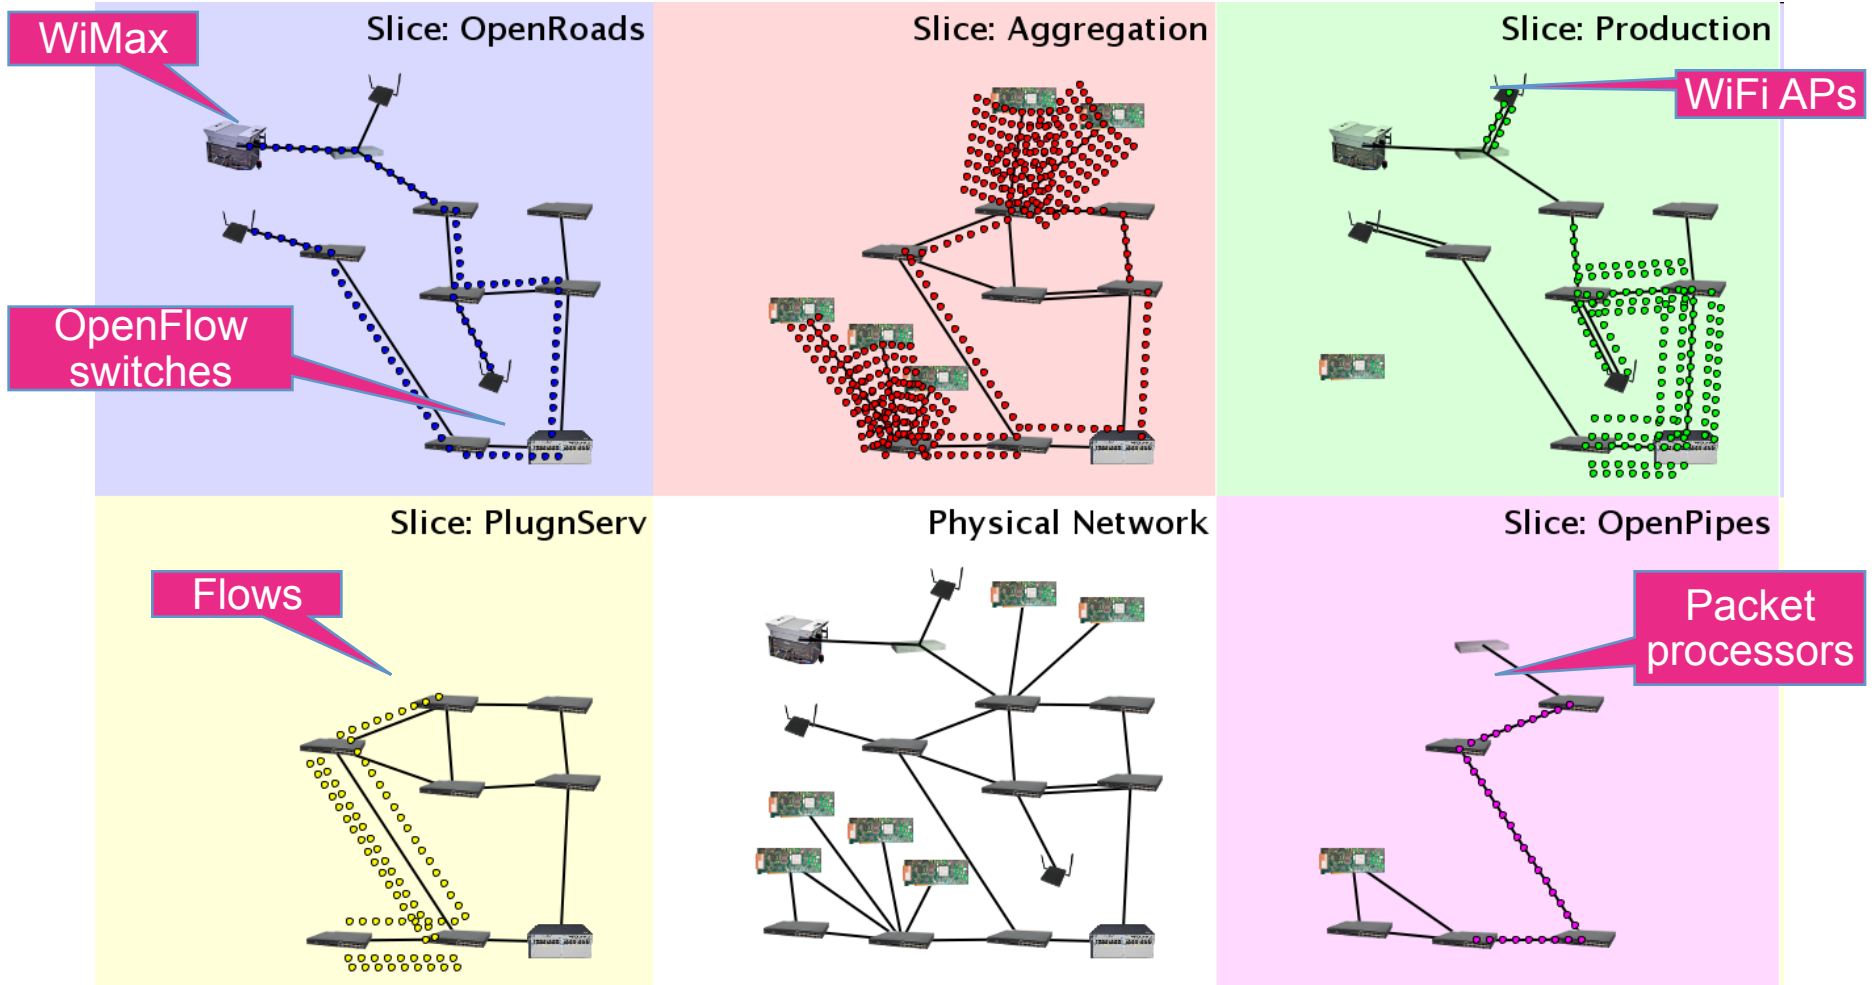 WiMax
Slice: OpenRoads
Slice: Aggregation
Slice: Production
WiFi APs
OpenFlow
switches
Slice: PlugnServ
Physical Network
Slice: OpenPipes
Flows
Packet
processors